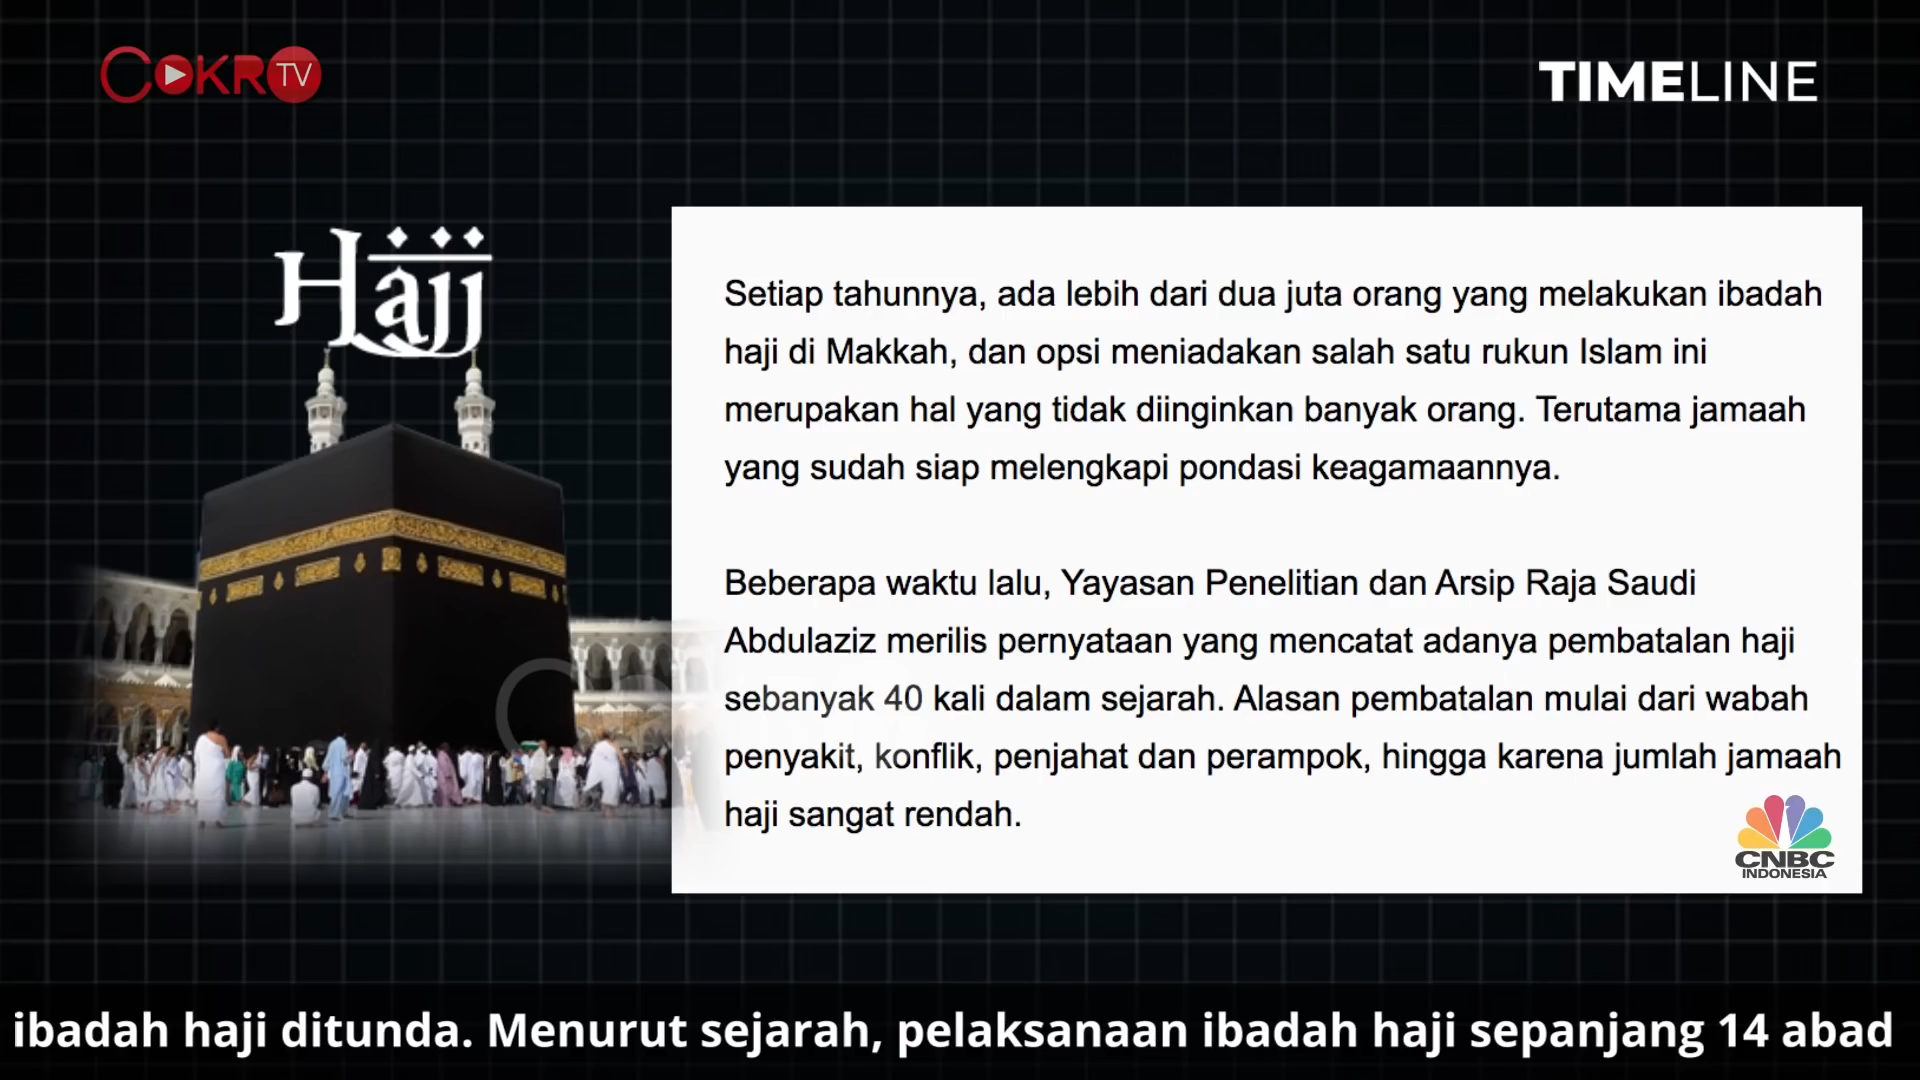 COKRO TV
TIMELINE
Hajj
Setiap tahunnya, ada lebih dari dua juta orang yang melakukan ibadah
haji di Makkah, dan opsi meniadakan salah satu rukun Islam ini
merupakan hal yang tidak diinginkan banyak orang. Terutama jamaah
yang sudah siap melengkapi pondasi keagamaannya.
Beberapa waktu lalu, Yayasan Penelitian dan Arsip Raja Saudi
Abdulaziz merilis pernyataan yang mencatat adanya pembatalan haji
sebanyak 40 kali dalam sejarah. Alasan pembatalan mulai dari wabah
penyakit, konflik, penjahat dan perampok, hingga karena jumlah jamaah
haji sangat rendah.
CNBC
INDONESIA
ibadah haji ditunda. Menurut sejarah, pelaksanaan ibadah haji sepanjang 14 abad